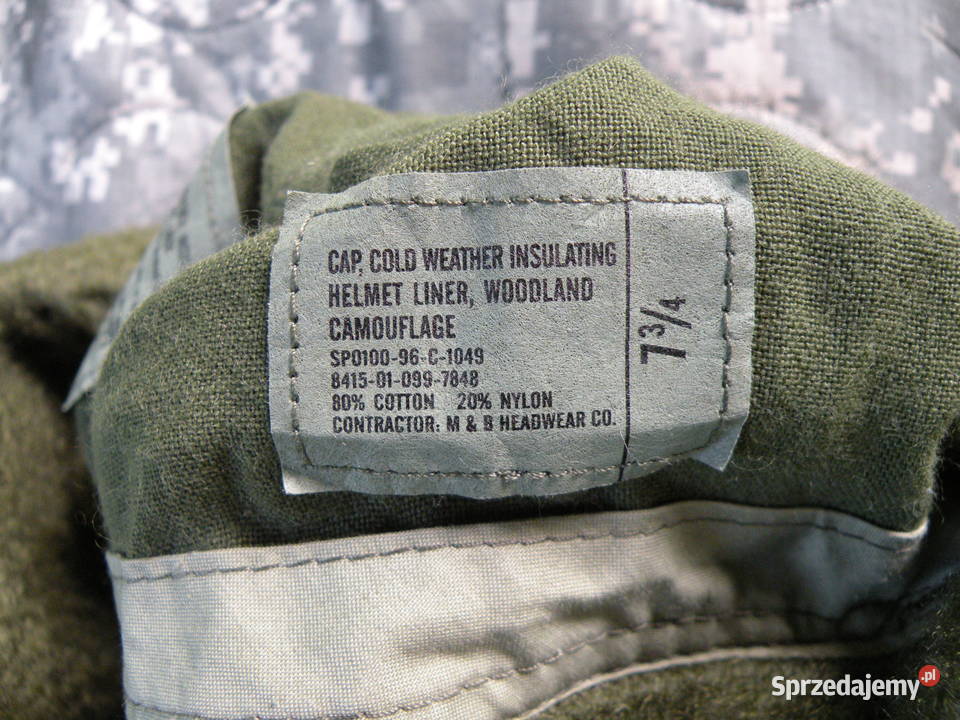 CAP, COLD WEATHER INSULATING
HELMET LINER, WOODLAND
CAMOUFLAGE
SPO100-96-C-1049
8415-01-099-7848
80% COTTON 20% NYLON
CONTRACTOR: M & B HEADWEAR CO.
7 3/4
Sprzedajemy.pl